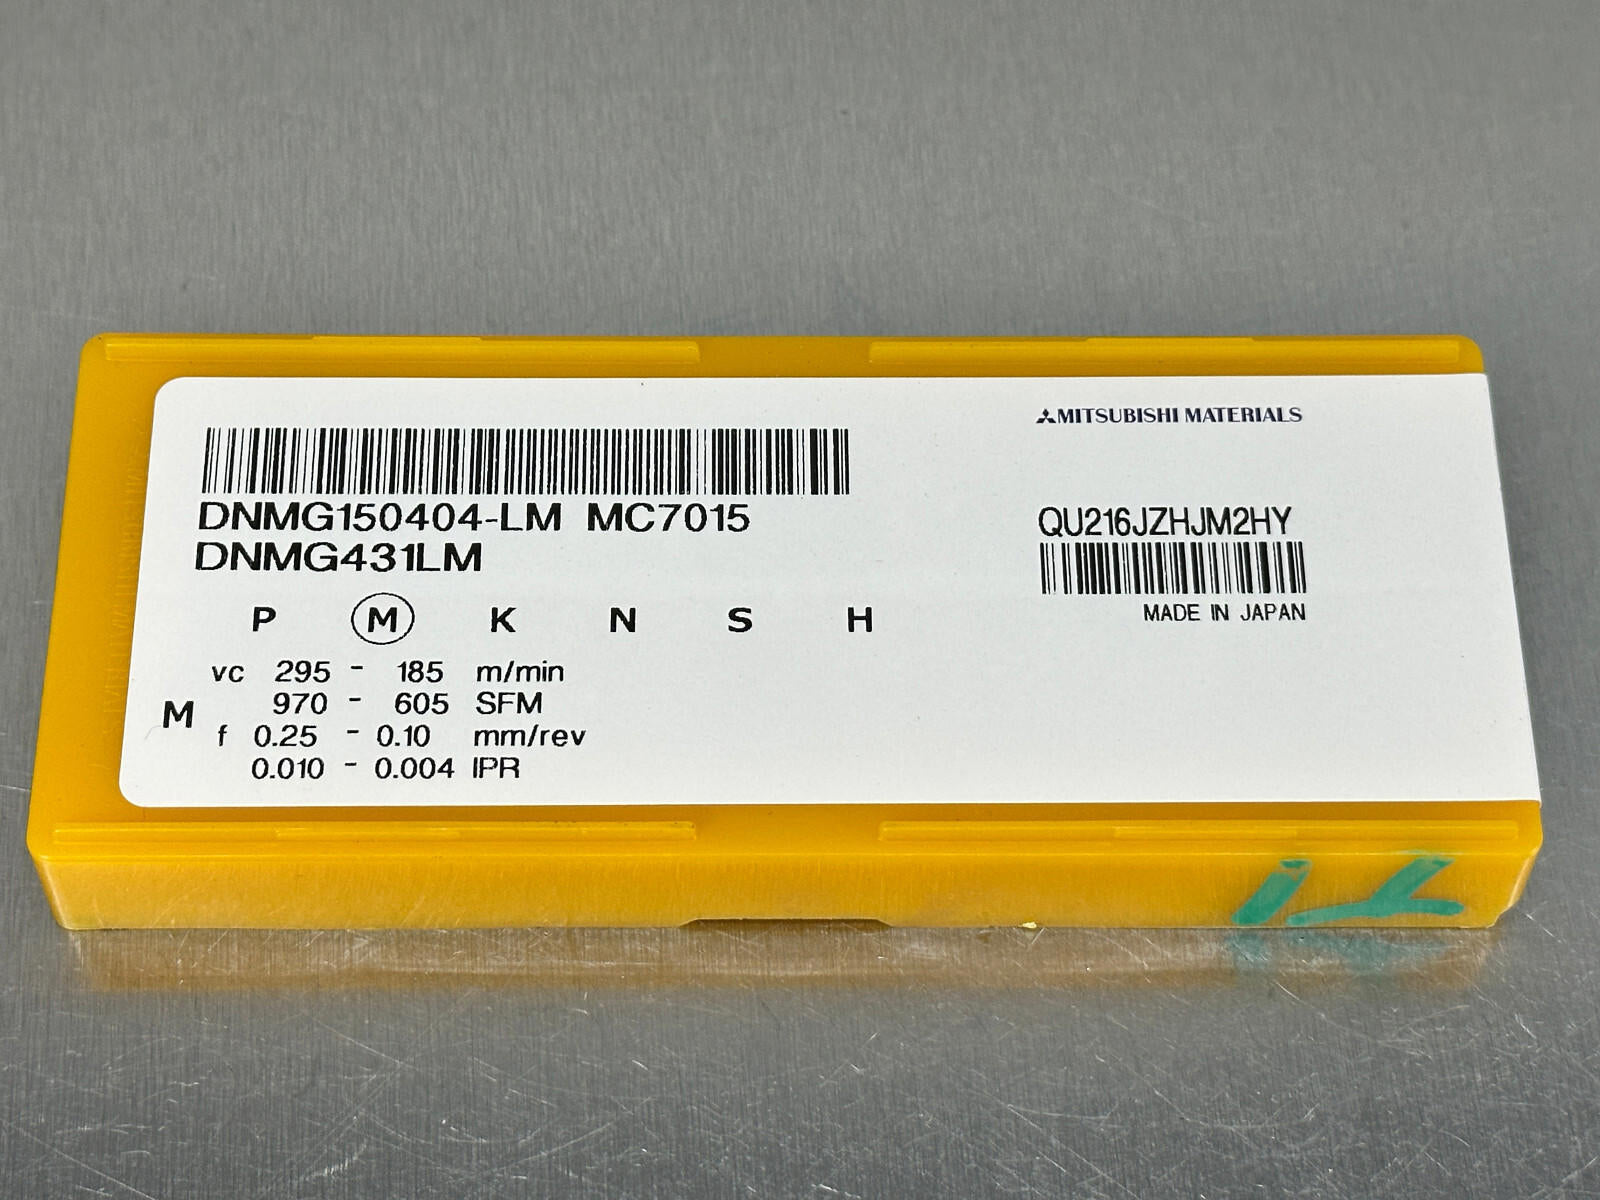 MITSUBISHI MATERIALS
DNMG150404-LM MC7015
DNMG431LM
QU216JZHJM2HY
MADE IN JAPAN
P M K N S H
M
vc 295 - 185 m/min
970 - 605 SFM
f 0.25 - 0.10 mm/rev
0.010 - 0.004 IPR